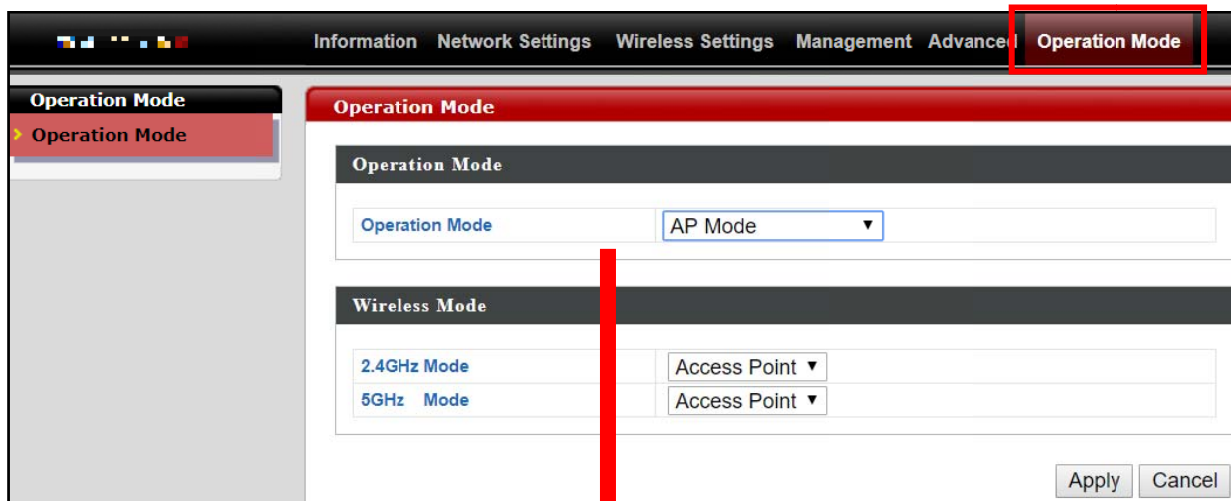 Information Network Settings Wireless Settings Management Advanced Operation Mode
Operation Mode
Operation Mode
Operation Mode
Operation Mode
Operation Mode AP Mode
Wireless Mode
2.4GHz Mode Access Point
5GHz Mode Access Point
Apply Cancel